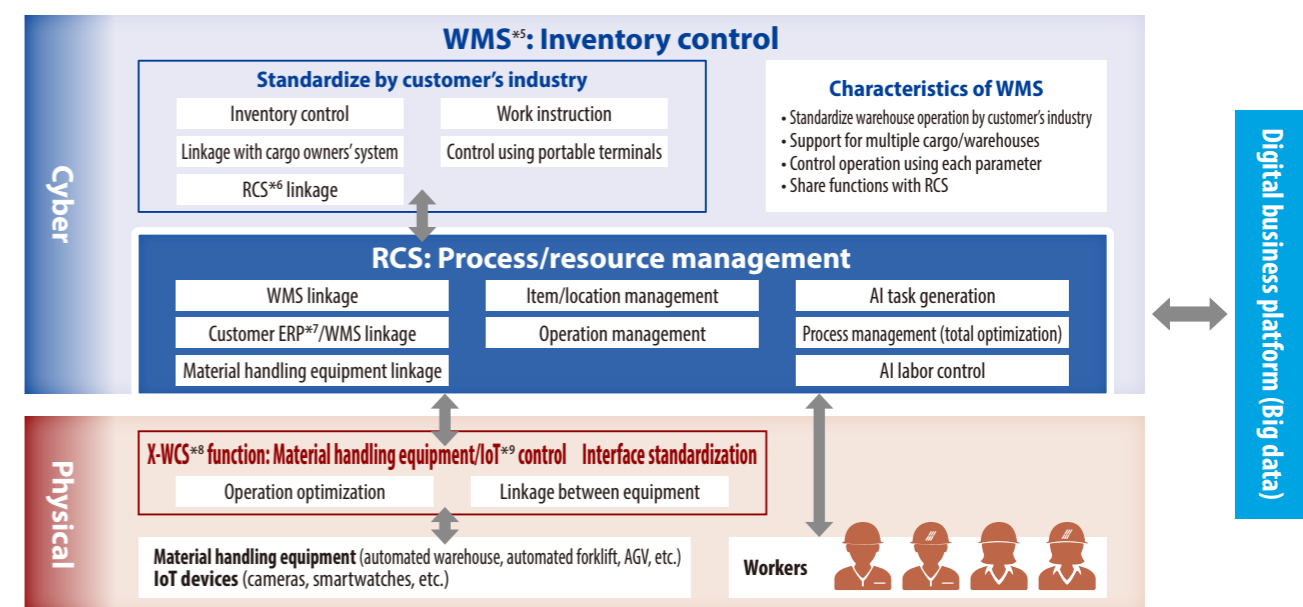 WMS*5: Inventory control
Standardize by customer's industry
Inventory control
Work instruction
Linkage with cargo owners' system
Control using portable terminals
RCS*6 linkage
Characteristics of WMS
• Standardize warehouse operation by customer's industry
• Support for multiple cargo/warehouses
• Control operation using each parameter
• Share functions with RCS
Cyber
RCS: Process/resource management
WMS linkage
Item/location management
AI task generation
Customer ERP*7/WMS linkage
Operation management
Process management (total optimization)
Material handling equipment linkage
AI labor control
Digital business platform (Big data)
Physical
X-WCS*8 function: Material handling equipment/IoT*9 control Interface standardization
Operation optimization
Linkage between equipment
Material handling equipment (automated warehouse, automated forklift, AGV, etc.)
IoT devices (cameras, smartwatches, etc.)
Workers